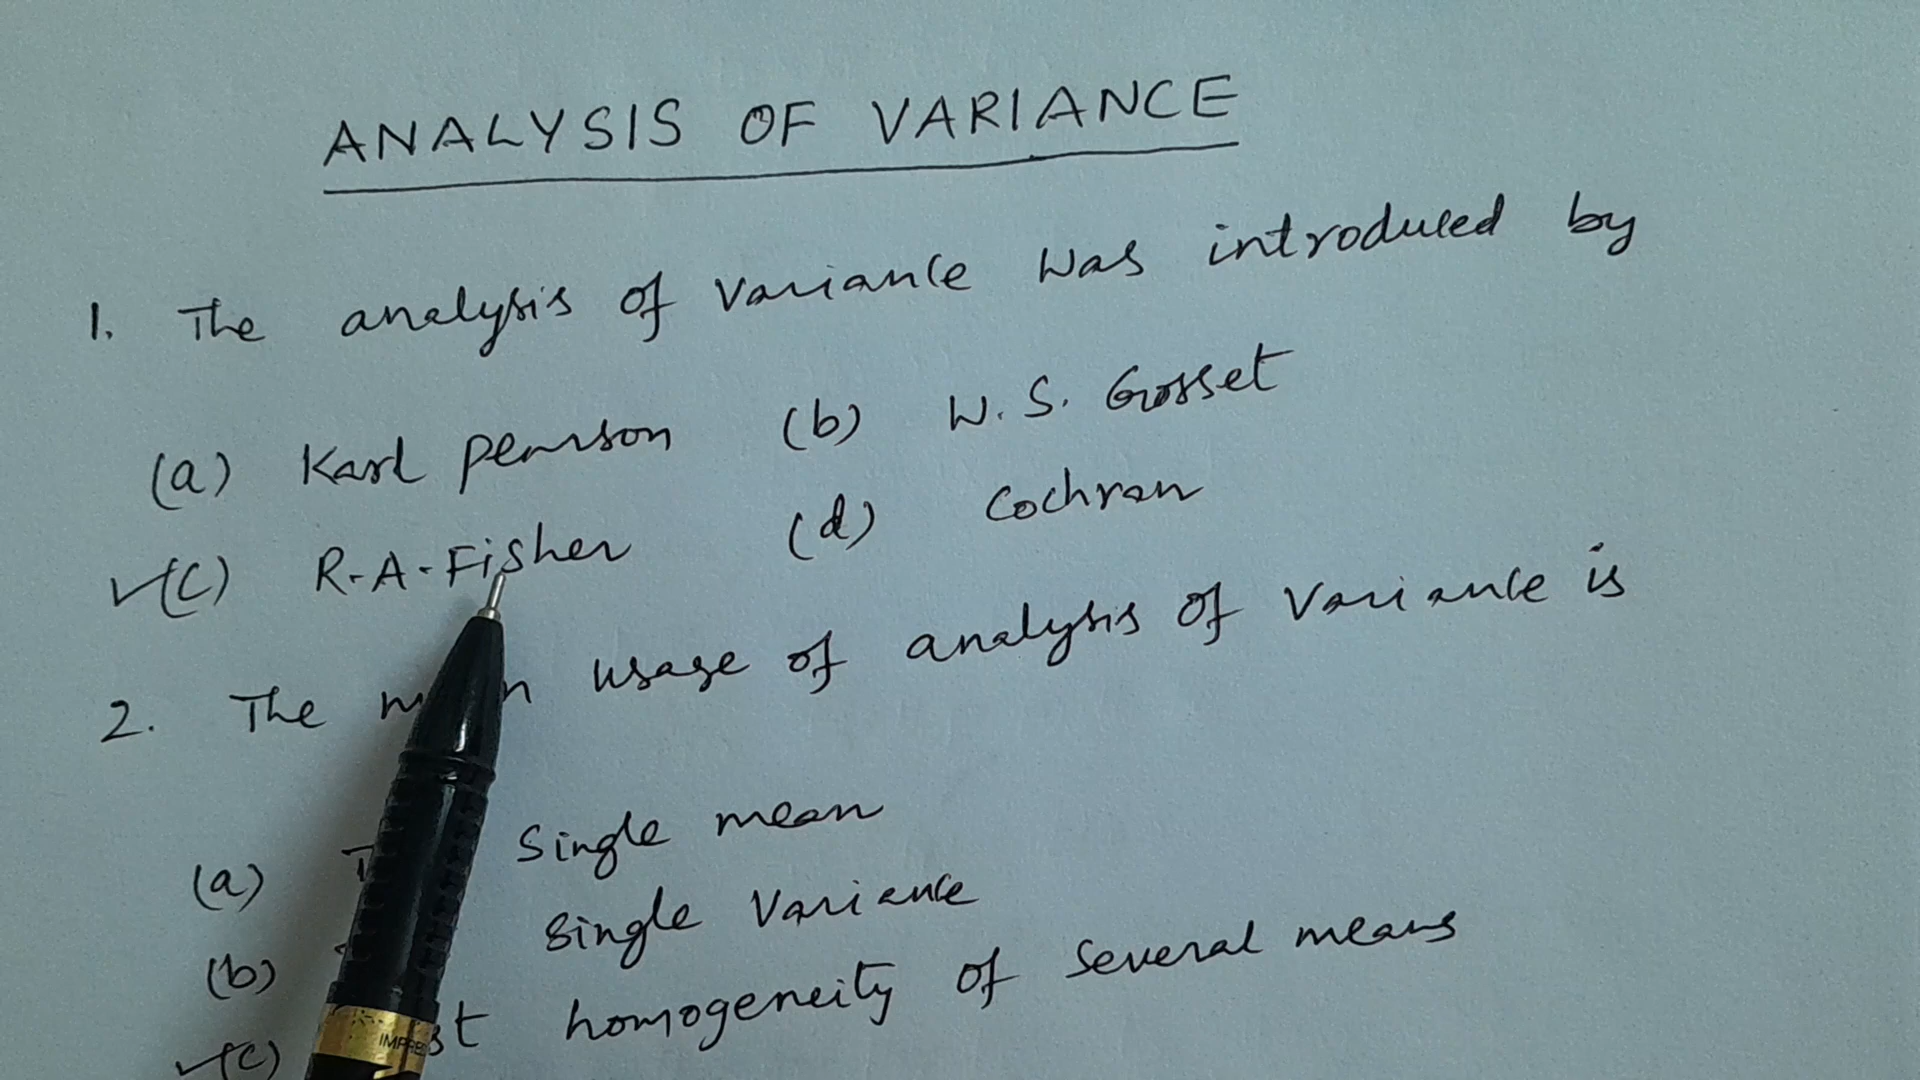 ANALYSIS OF VARIANCE
1. The analysis of variance was introduced by
(a) Karl pearson (b) W. S. Gosset
(c) R-A-Fisher (d) Cochran
2. The usage of analysis of variance is
(a) Single mean
(b) Single Variance
(c) homogeneity of several means